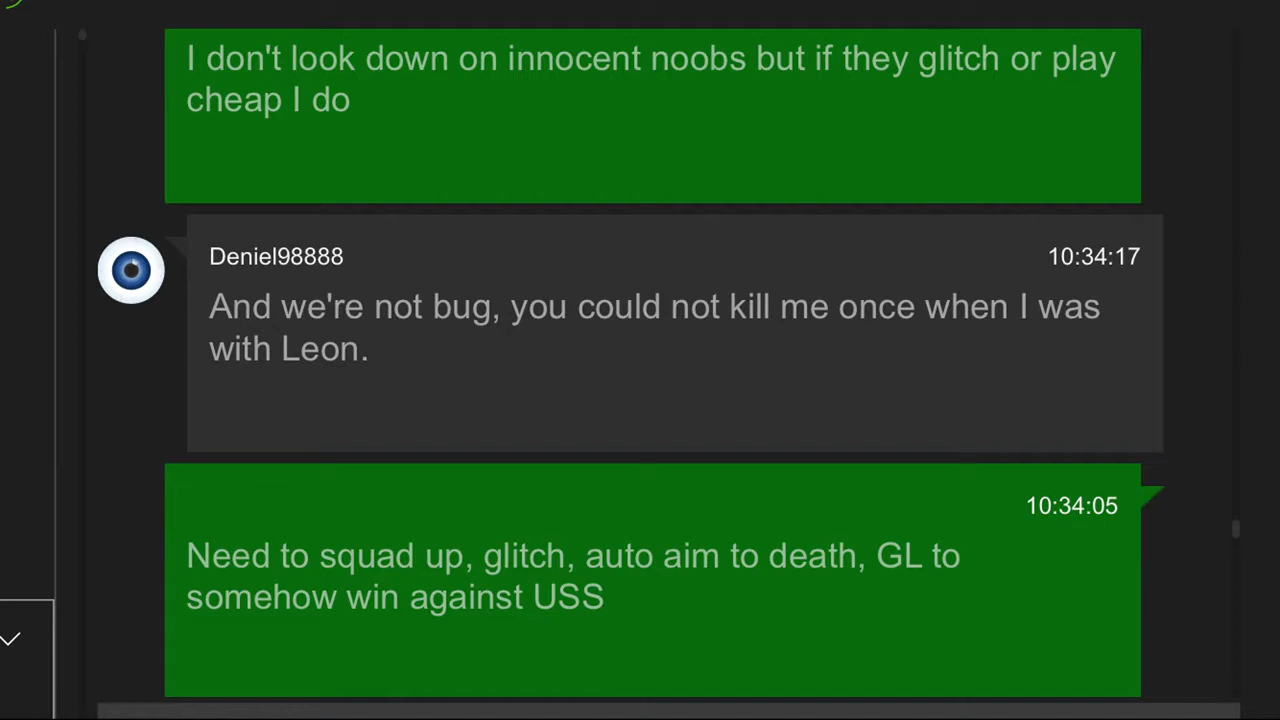 I don't look down on innocent noobs but if they glitch or play
cheap I do
Deniel98888
10:34:17
And we're not bug, you could not kill me once when I was
with Leon.
10:34:05
Need to squad up, glitch, auto aim to death, GL to
somehow win against USS